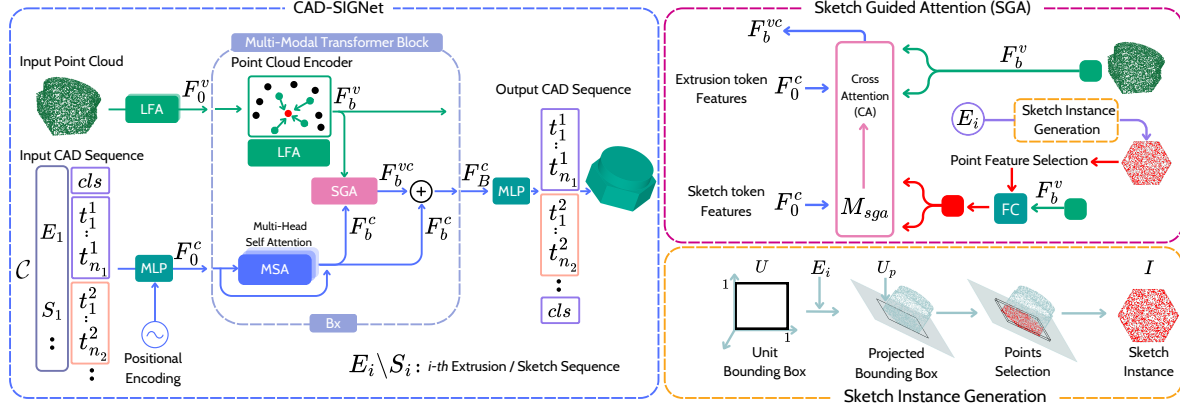 CAD-SIGNet
Multi-Modal Transformer Block
Input Point Cloud
LFA
F_0^v
Point Cloud Encoder
LFA
F_b^v
SGA
F_b^{vc}
+
F_B^c
MLP
Output CAD Sequence
t_1^1
:
t_{n_1}^1
t_1^2
:
t_{n_2}^2
:
cls
Input CAD Sequence
C
E_1
S_1
:
cls
t_1^1
:
t_{n_1}^1
t_1^2
:
t_{n_2}^2
:
MLP
F_0^c
Positional
Encoding
Multi-Head
Self Attention
MSA
F_b^c
F_b^c
Bx
E_i\S_i : i-th Extrusion / Sketch Sequence
Sketch Guided Attention (SGA)
F_b^{vc}
Extrusion token
Features
F_0^c
Cross
Attention
(CA)
F_b^v
E_i
Sketch Instance
Generation
Point Feature Selection
Sketch token
Features
F_0^c
M_{sga}
FC
F_b^v
U
1
1
Unit
Bounding Box
E_i
U_p
Projected
Bounding Box
Points
Selection
I
Sketch
Instance
Sketch Instance Generation